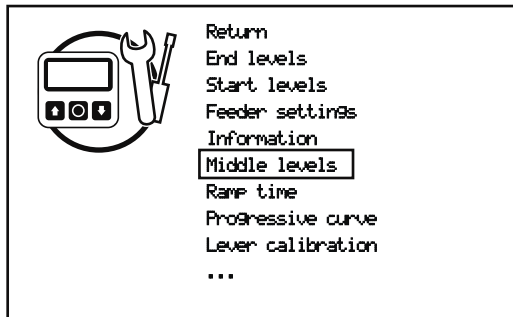 Return
End levels
Start levels
Feeder settings
Information
Middle levels
Ramp time
Progressive curve
Lever calibration
...